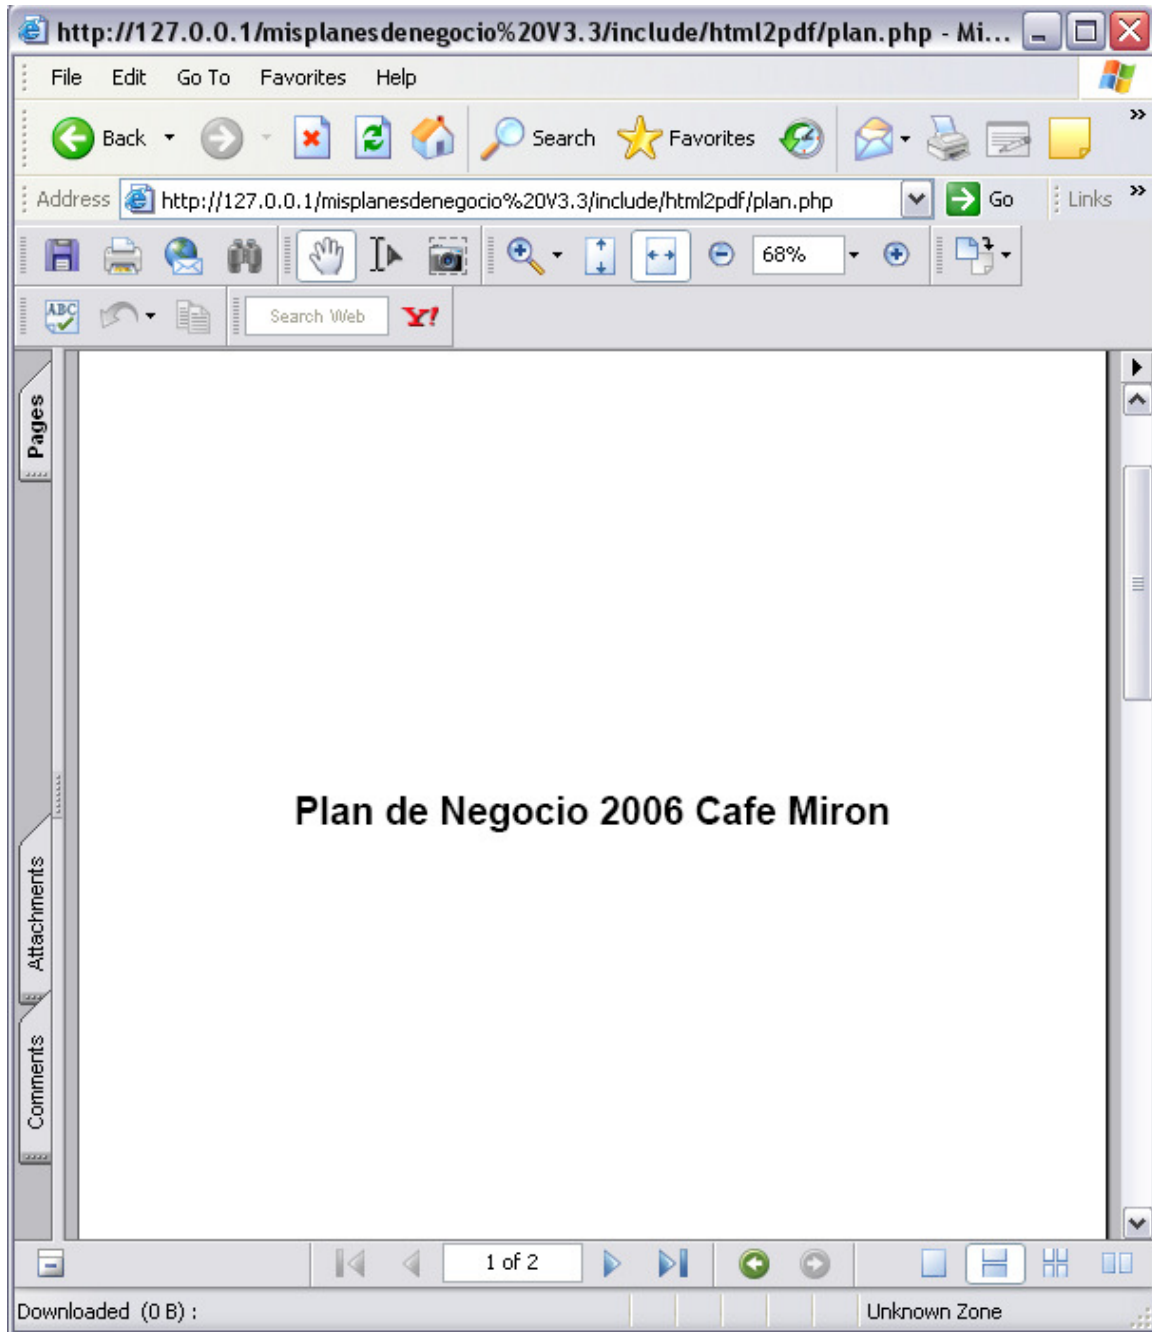 http://127.0.0.1/misplanesdenegocio%20V3.3/include/html2pdf/plan.php - Mi...
File Edit Go To Favorites Help
Back Search Favorites »
Address http://127.0.0.1/misplanesdenegocio%20V3.3/include/html2pdf/plan.php Go Links »
68%
ABC Search Web Y!
Pages
Plan de Negocio 2006 Cafe Miron
Attachments
Comments
1 of 2
Downloaded (0 B) : Unknown Zone